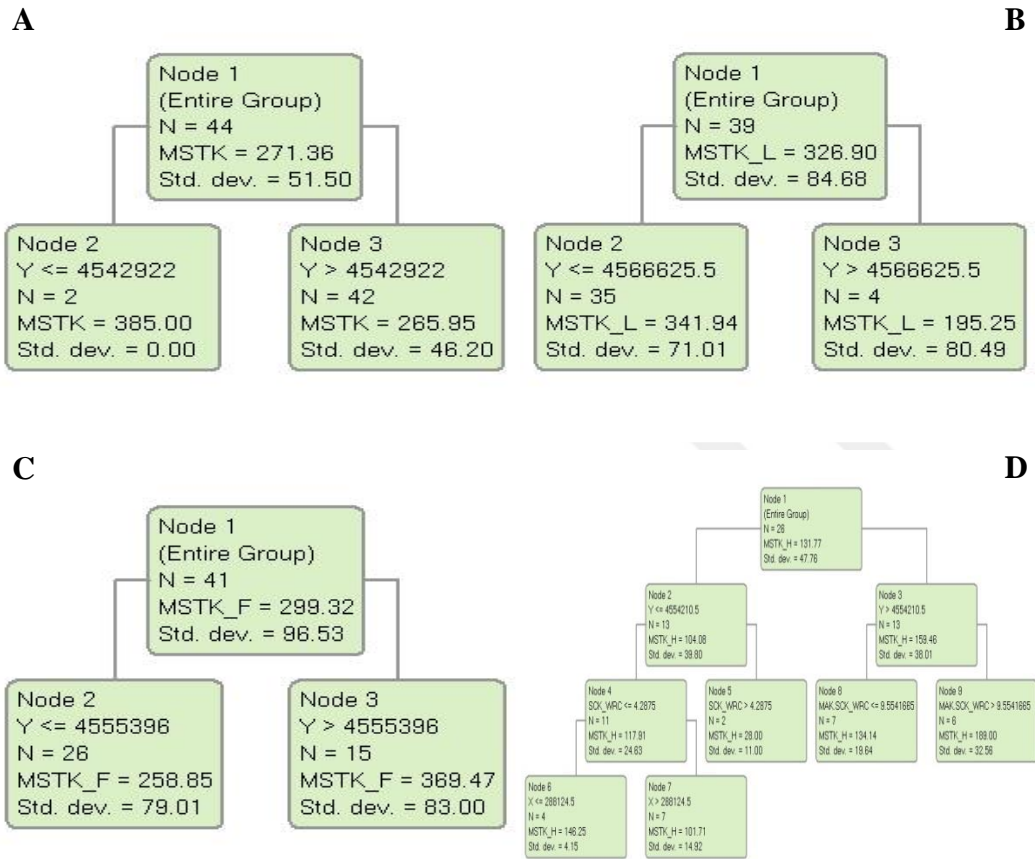 A
B
Node 1
(Entire Group)
N = 44
MSTK = 271.36
Std. dev. = 51.50
Node 2
Y <= 4542922
N = 2
MSTK = 385.00
Std. dev. = 0.00
Node 3
Y > 4542922
N = 42
MSTK = 265.95
Std. dev. = 46.20
Node 1
(Entire Group)
N = 39
MSTK_L = 326.90
Std. dev. = 84.68
Node 2
Y <= 4566625.5
N = 35
MSTK_L = 341.94
Std. dev. = 71.01
Node 3
Y > 4566625.5
N = 4
MSTK_L = 195.25
Std. dev. = 80.49
C
D
Node 1
(Entire Group)
N = 41
MSTK_F = 299.32
Std. dev. = 96.53
Node 2
Y <= 4555396
N = 26
MSTK_F = 258.85
Std. dev. = 79.01
Node 3
Y > 4555396
N = 15
MSTK_F = 369.47
Std. dev. = 83.00
Node 1
(Entire Group)
N = 26
MSTK_H = 131.77
Std. dev. = 47.76
Node 2
Y <= 4554210.5
N = 13
MSTK_H = 104.08
Std. dev. = 39.80
Node 3
Y > 4554210.5
N = 13
MSTK_H = 159.46
Std. dev. = 38.01
Node 4
SCK_WRC <= 4.2875
N = 11
MSTK_H = 117.91
Std. dev. = 24.63
Node 5
SCK_WRC > 4.2875
N = 2
MSTK_H = 28.00
Std. dev. = 11.00
Node 8
MAK.SCK_WRC <= 9.5541665
N = 7
MSTK_H = 134.14
Std. dev. = 19.64
Node 9
MAK.SCK_WRC > 9.5541665
N = 6
MSTK_H = 189.00
Std. dev. = 32.56
Node 6
X <= 288124.5
N = 4
MSTK_H = 146.25
Std. dev. = 4.15
Node 7
X > 288124.5
N = 7
MSTK_H = 101.71
Std. dev. = 14.92